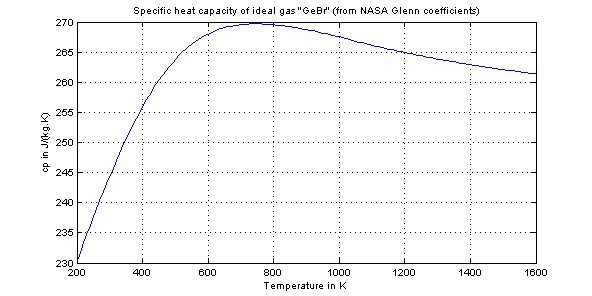 Specific heat capacity of ideal gas "GeBr" (from NASA Glenn coefficients)
270
265
260
255
250
245
240
235
230
cp in J/(kg.K)
200 400 600 800 1000 1200 1400 1600
Temperature in K